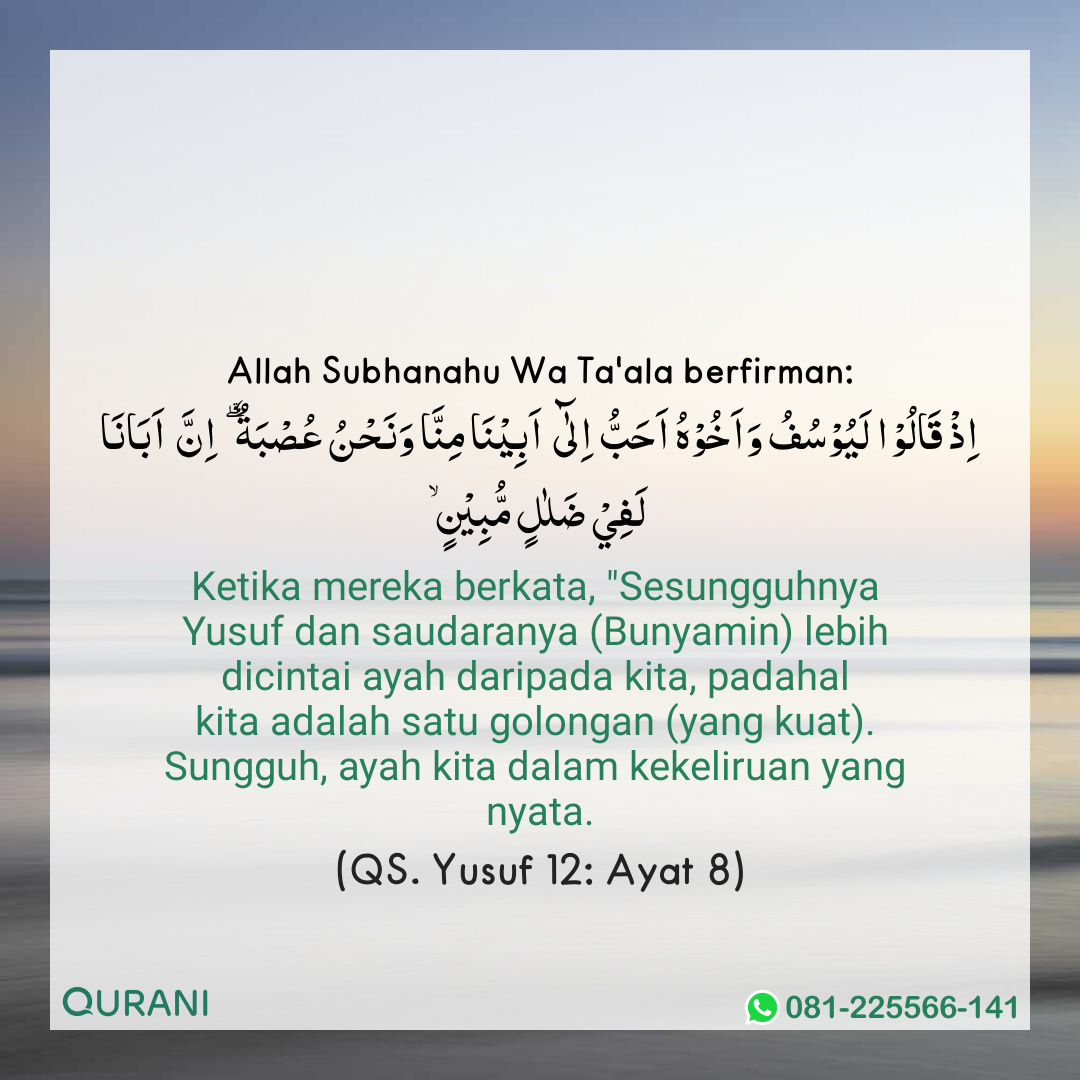 Allah Subhanahu Wa Ta'ala berfirman:
اِذْ قَالُوْا لَيُوْسُفُ وَاَخُوْهُ اَحَبُّ اِلٰٓى اَبِيْنَا مِنَّا وَنَحْنُ عُصْبَةٌ ۗ اِنَّ اَبَانَا
لَفِيْ ضَلٰلٍ مُّبِيْنٍۙ
Ketika mereka berkata, "Sesungguhnya
Yusuf dan saudaranya (Bunyamin) lebih
dicintai ayah daripada kita, padahal
kita adalah satu golongan (yang kuat).
Sungguh, ayah kita dalam kekeliruan yang
nyata.
(QS. Yusuf 12: Ayat 8)
QURANI
081-225566-141